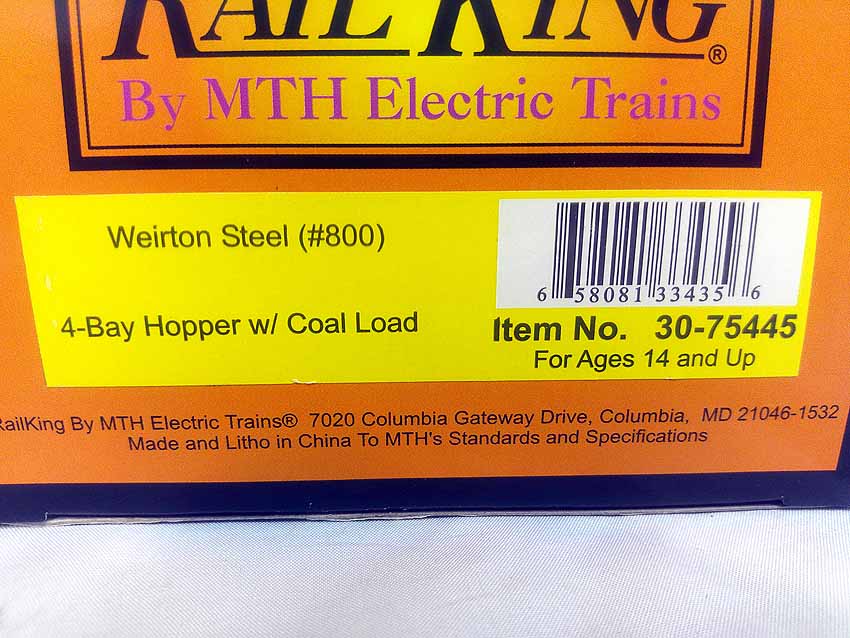 RAIL KING®
By MTH Electric Trains
Weirton Steel (#800)
4-Bay Hopper w/ Coal Load
6 58081 33435 6
Item No. 30-75445
For Ages 14 and Up
RailKing By MTH Electric Trains® 7020 Columbia Gateway Drive, Columbia, MD 21046-1532
Made and Litho in China To MTH's Standards and Specifications